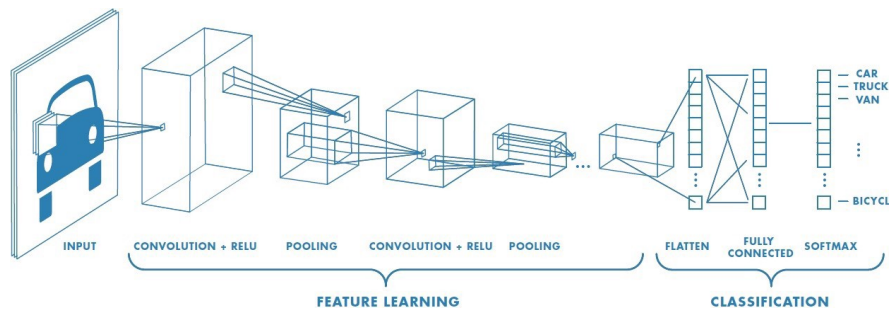 CAR
TRUCK
VAN
BICYCL
INPUT
CONVOLUTION + RELU
POOLING
CONVOLUTION + RELU
POOLING
FLATTEN
FULLY
CONNECTED
SOFTMAX
FEATURE LEARNING
CLASSIFICATION